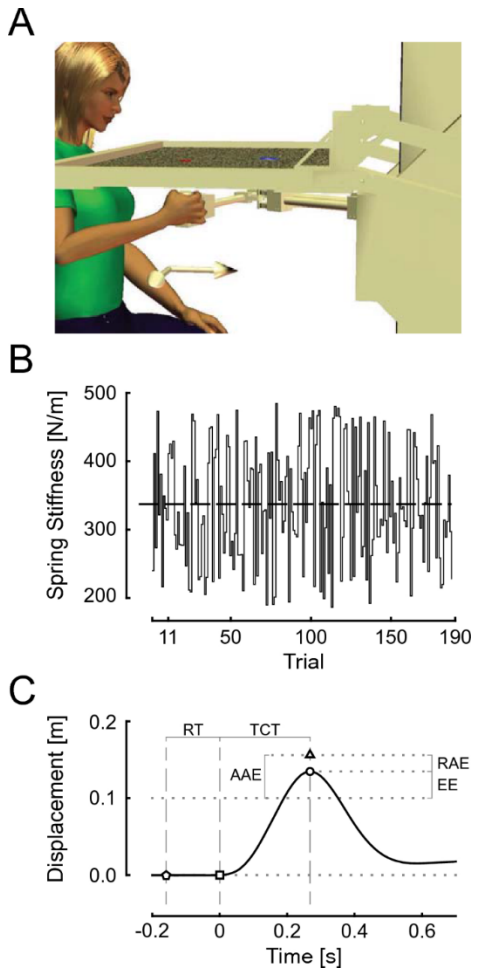 A
B
Spring Stiffness [N/m]
500
400
300
200
11 50 100 150 190
Trial
C
Displacement [m]
0.2
0.1
0.0
RT TCT
AAE
RAE
EE
-0.2 0 0.2 0.4 0.6
Time [s]